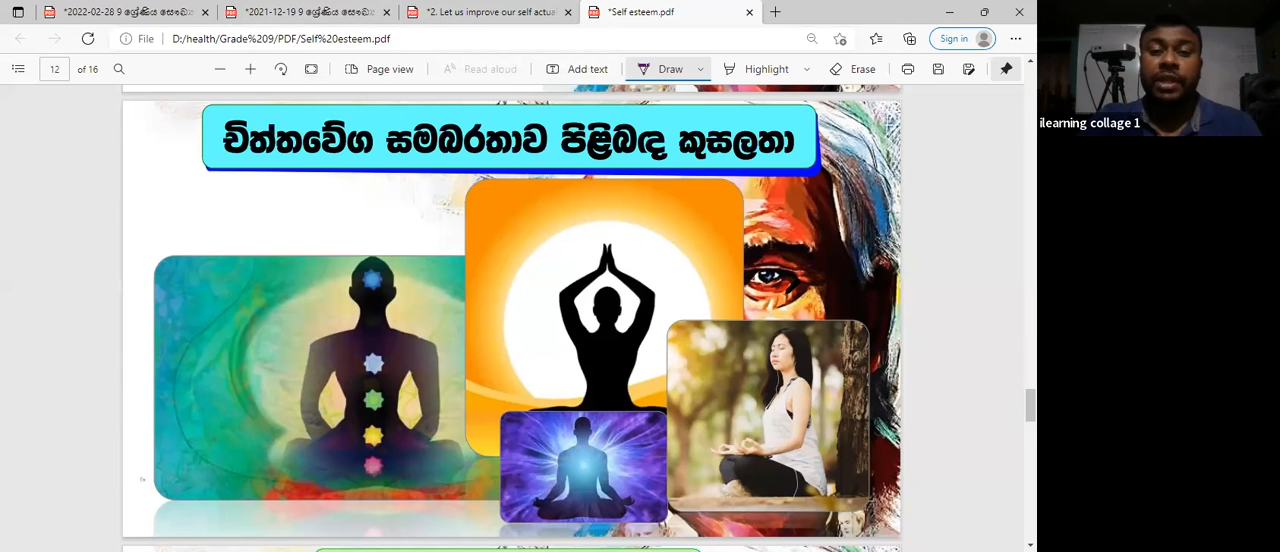 *2022-02-28 9 ශ්‍රේණිය සෞඛ්‍ය
*2021-12-19 9 ශ්‍රේණිය සෞඛ්‍ය
*2. Let us improve our self actual
*Self esteem.pdf
File
D:/health/Grade%209/PDF/Self%20esteem.pdf
Sign in
12 of 16
Page view
Read aloud
Add text
Draw
Highlight
Erase
චිත්තවේග සමබරතාව පිළිබඳ කුසලතා
ilearning collage 1